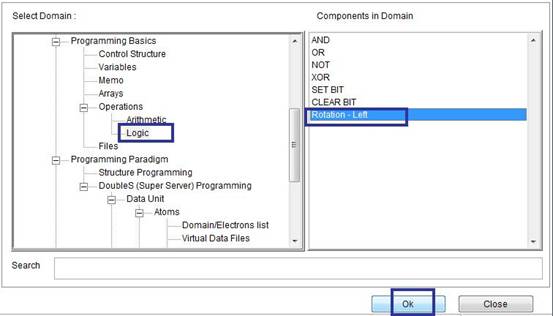 Select Domain :
Components in Domain
Programming Basics
Control Structure
Variables
Memo
Arrays
Operations
Arithmetic
Logic
Files
Programming Paradigm
Structure Programming
DoubleS (Super Server) Programming
Data Unit
Atoms
Domain/Electrons list
Virtual Data Files
AND
OR
NOT
XOR
SET BIT
CLEAR BIT
Rotation - Left
Search
Ok
Close